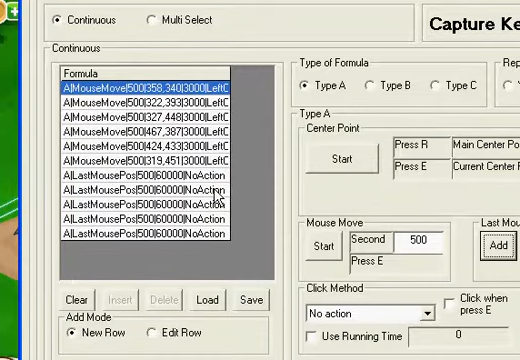 Continuous
Multi Select
Capture Ke
Continuous
Formula
A|MouseMove|500|358,340|3000|LeftC
A|MouseMove|500|322,393|3000|LeftC
A|MouseMove|500|327,448|3000|LeftC
A|MouseMove|500|467,387|3000|LeftC
A|MouseMove|500|424,433|3000|LeftC
A|MouseMove|500|319,451|3000|LeftC
A|LastMousePos|500|60000|NoAction
A|LastMousePos|500|60000|NoAction
A|LastMousePos|500|60000|NoAction
A|LastMousePos|500|60000|NoAction
A|LastMousePos|500|60000|NoAction
Clear
Insert
Delete
Load
Save
Add Mode
New Row
Edit Row
Type of Formula
Type A
Type B
Type C
Rep
Type A
Center Point
Start
Press R
Main Center Po
Press E
Current Center P
Mouse Move
Start
Second
500
Press E
Last Mou
Add
Click Method
No action
Click when
press E
Use Running Time
0